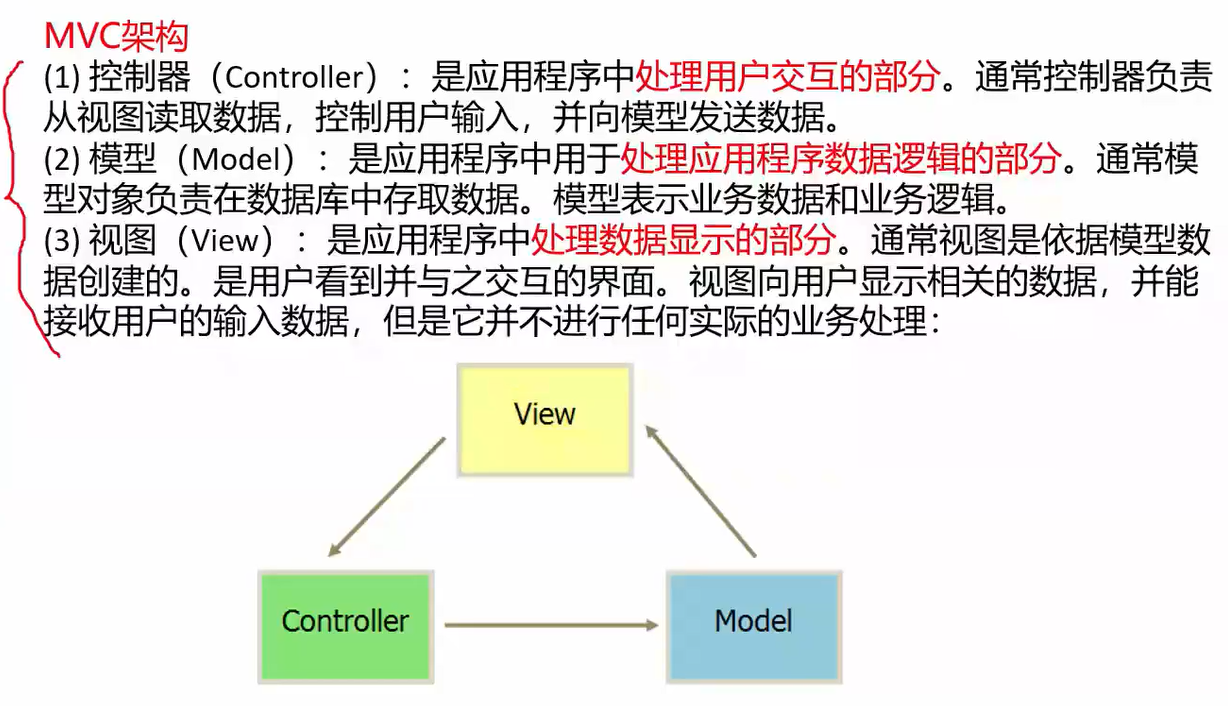 MVC架构
(1) 控制器（Controller）：是应用程序中处理用户交互的部分。通常控制器负责
从视图读取数据，控制用户输入，并向模型发送数据。
(2) 模型（Model）：是应用程序中用于处理应用程序数据逻辑的部分。通常模
型对象负责在数据库中存取数据。模型表示业务数据和业务逻辑。
(3) 视图（View）：是应用程序中处理数据显示的部分。通常视图是依据模型数
据创建的。是用户看到并与之交互的界面。视图向用户显示相关的数据，并能
接收用户的输入数据，但是它并不进行任何实际的业务处理：
View
Controller
Model